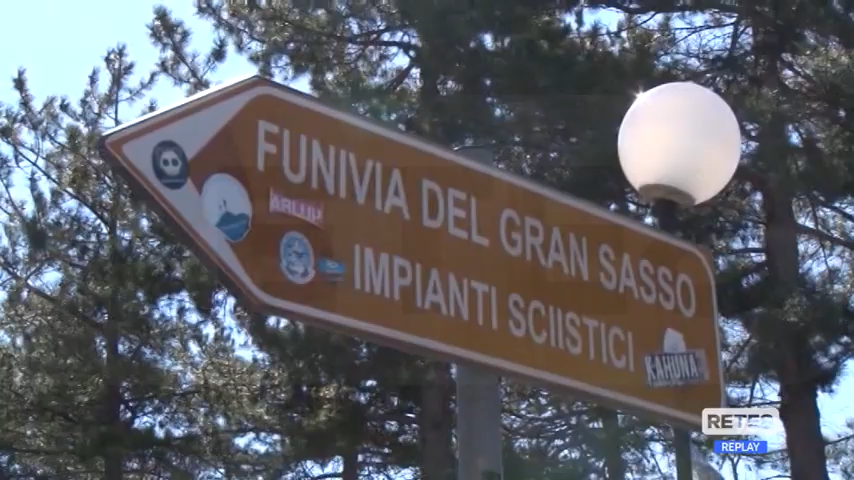 FUNIVIA DEL GRAN SASSO
IMPIANTI SCIISTICI
KAHUNA
RETE8
REPLAY